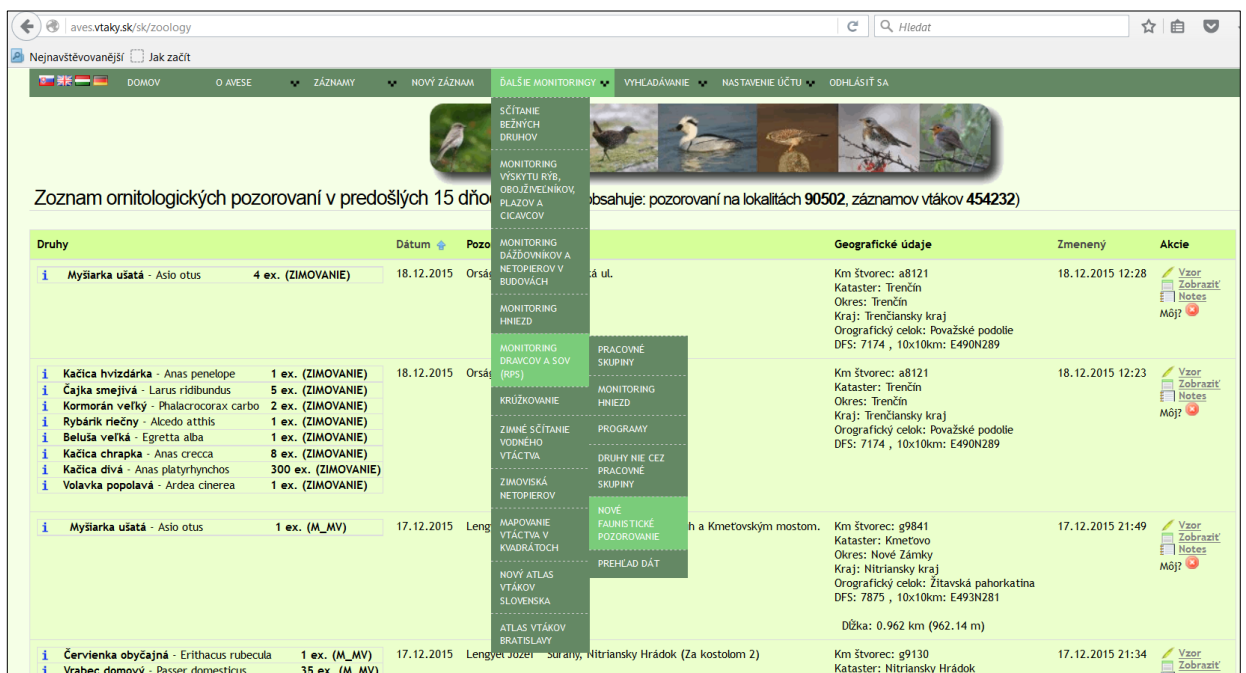 aves.vtaky.sk/sk/zoology
Hledat
Nejnavštěvovanější Jak začít
DOMOV O AVESE ZÁZNAMY NOVÝ ZÁZNAM ĎALŠIE MONITORINGY VYHĽADÁVANIE NASTAVENIE ÚČTU ODHLÁSIŤ SA
SČÍTANIE
BEŽNÝCH
DRUHOV
MONITORING
VÝSKYTU RÝB,
OBOJŽIVEĽNÍKOV,
PLAZOV A
CICAVCOV
MONITORING
DÁŽĎOVNÍKOV A
NETOPIEROV V
BUDOVÁCH
MONITORING
HNIEZD
MONITORING
DRAVCOV A SOV
(RPS)
KRÚŽKOVANIE
ZIMNÉ SČÍTANIE
VODNÉHO
VTÁCTVA
ZIMOVISKÁ
NETOPIEROV
MAPOVANIE
VTÁCTVA V
KVADRÁTOCH
NOVÝ ATLAS
VTÁKOV
SLOVENSKA
ATLAS VTÁKOV
BRATISLAVY
PRACOVNÉ
SKUPINY
MONITORING
HNIEZD
PROGRAMY
DRUHY NIE CEZ
PRACOVNÉ
SKUPINY
NOVÉ
FAUNISTICKÉ
POZOROVANIE
PREHĽAD DÁT
Zoznam ornitologických pozorovaní v predošlých 15 obsahuje: pozorovaní na lokalitách 90502, záznamov vtákov 454232)
Druhy Dátum Geografické údaje Zmenený Akcie
i Myšiarka ušatá - Asio otus 4 ex. (ZIMOVANIE) 18.12.2015 ul. Km štvorec: a8121 18.12.2015 12:28 Vzor
Kataster: Trenčín Zobraziť
Okres: Trenčín Notes
Kraj: Trenčiansky kraj Môj?
Orografický celok: Považské podolie
DFS: 7174 , 10x10km: E490N289
i Kačica hvizdárka - Anas penelope 1 ex. (ZIMOVANIE) 18.12.2015 Km štvorec: a8121 18.12.2015 12:23 Vzor
i Čajka smejivá - Larus ridibundus 5 ex. (ZIMOVANIE) Kataster: Trenčín Zobraziť
i Kormorán veľký - Phalacrocorax carbo 2 ex. (ZIMOVANIE) Okres: Trenčín Notes
i Rybárik riečny - Alcedo atthis 1 ex. (ZIMOVANIE) Kraj: Trenčiansky kraj Môj?
i Beluša veľká - Egretta alba 1 ex. (ZIMOVANIE) Orografický celok: Považské podolie
i Kačica chrapka - Anas crecca 8 ex. (ZIMOVANIE) DFS: 7174 , 10x10km: E490N289
i Kačica divá - Anas platyrhynchos 300 ex. (ZIMOVANIE)
i Volavka popolavá - Ardea cinerea 1 ex. (ZIMOVANIE)
i Myšiarka ušatá - Asio otus 1 ex. (M_MV) 17.12.2015 a Kmeťovským mostom. Km štvorec: g9841 17.12.2015 21:49 Vzor
Kataster: Kmeťovo Zobraziť
Okres: Nové Zámky Notes
Kraj: Nitriansky kraj Môj?
Orografický celok: Žitavská pahorkatina
DFS: 7875 , 10x10km: E493N281
Dĺžka: 0.962 km (962.14 m)
i Červienka obyčajná - Erithacus rubecula 1 ex. (M_MV) 17.12.2015 Lengyel Jozef Šurany, Nitriansky Hrádok (Za kostolom 2) Km štvorec: g9130 17.12.2015 21:34 Vzor
i Vrabec domový - Passer domesticus 35 ex. (M_MV) Kataster: Nitriansky Hrádok Zobraziť